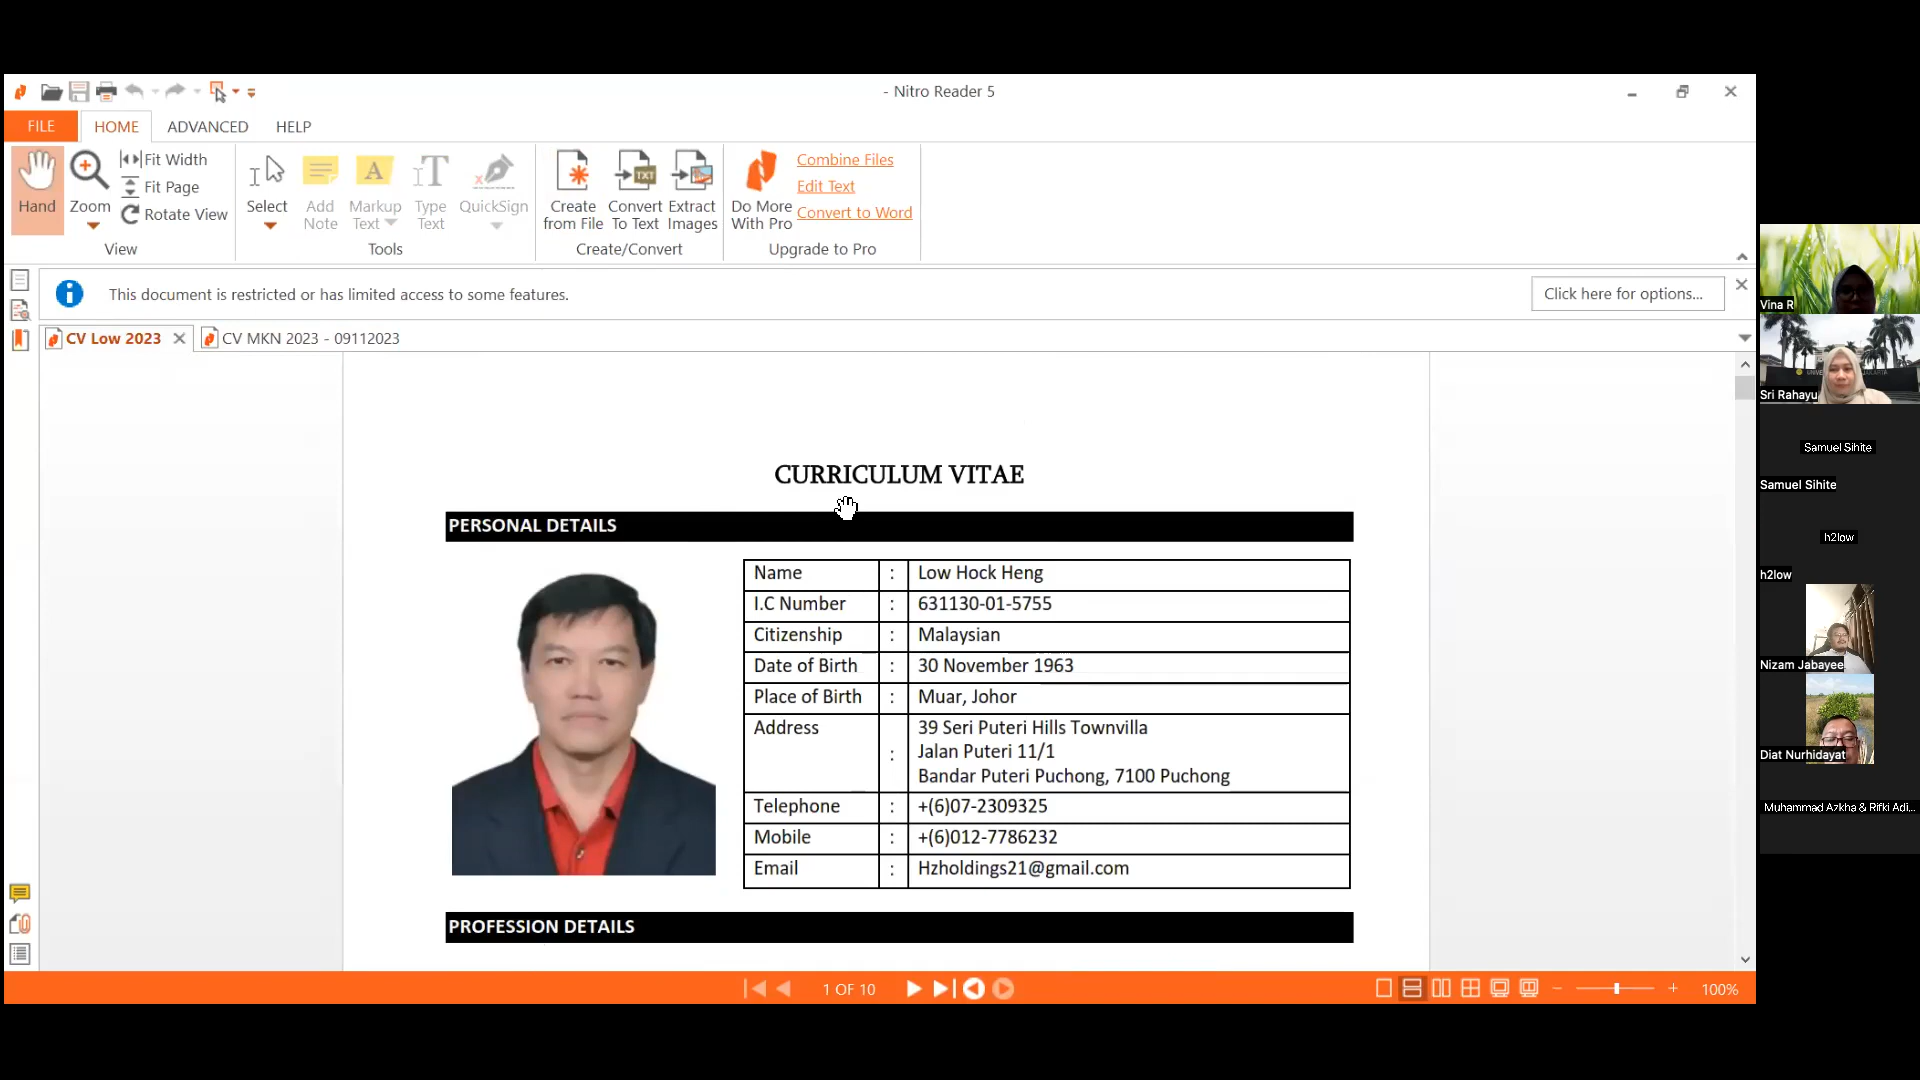 - Nitro Reader 5
FILE
HOME
ADVANCED
HELP
Hand
Zoom
Fit Width
Fit Page
Rotate View
View
Select
Add Note
Markup Text
Type Text
QuickSign
Tools
Create from File
Convert To Text
Extract Images
Create/Convert
Do More With Pro
Combine Files
Edit Text
Convert to Word
Upgrade to Pro
This document is restricted or has limited access to some features.
Click here for options...
CV Low 2023
CV MKN 2023 - 09112023
CURRICULUM VITAE
PERSONAL DETAILS
Name : Low Hock Heng
I.C Number : 631130-01-5755
Citizenship : Malaysian
Date of Birth : 30 November 1963
Place of Birth : Muar, Johor
Address : 39 Seri Puteri Hills Townvilla
Jalan Puteri 11/1
Bandar Puteri Puchong, 7100 Puchong
Telephone : +(6)07-2309325
Mobile : +(6)012-7786232
Email : Hzholdings21@gmail.com
PROFESSION DETAILS
1 OF 10
100%
Vina R
Sri Rahayu
Samuel Sihite
Samuel Sihite
h2low
h2low
Nizam Jabayee
Diat Nurhidayat
Muhammad Azkha & Rifki Adi...